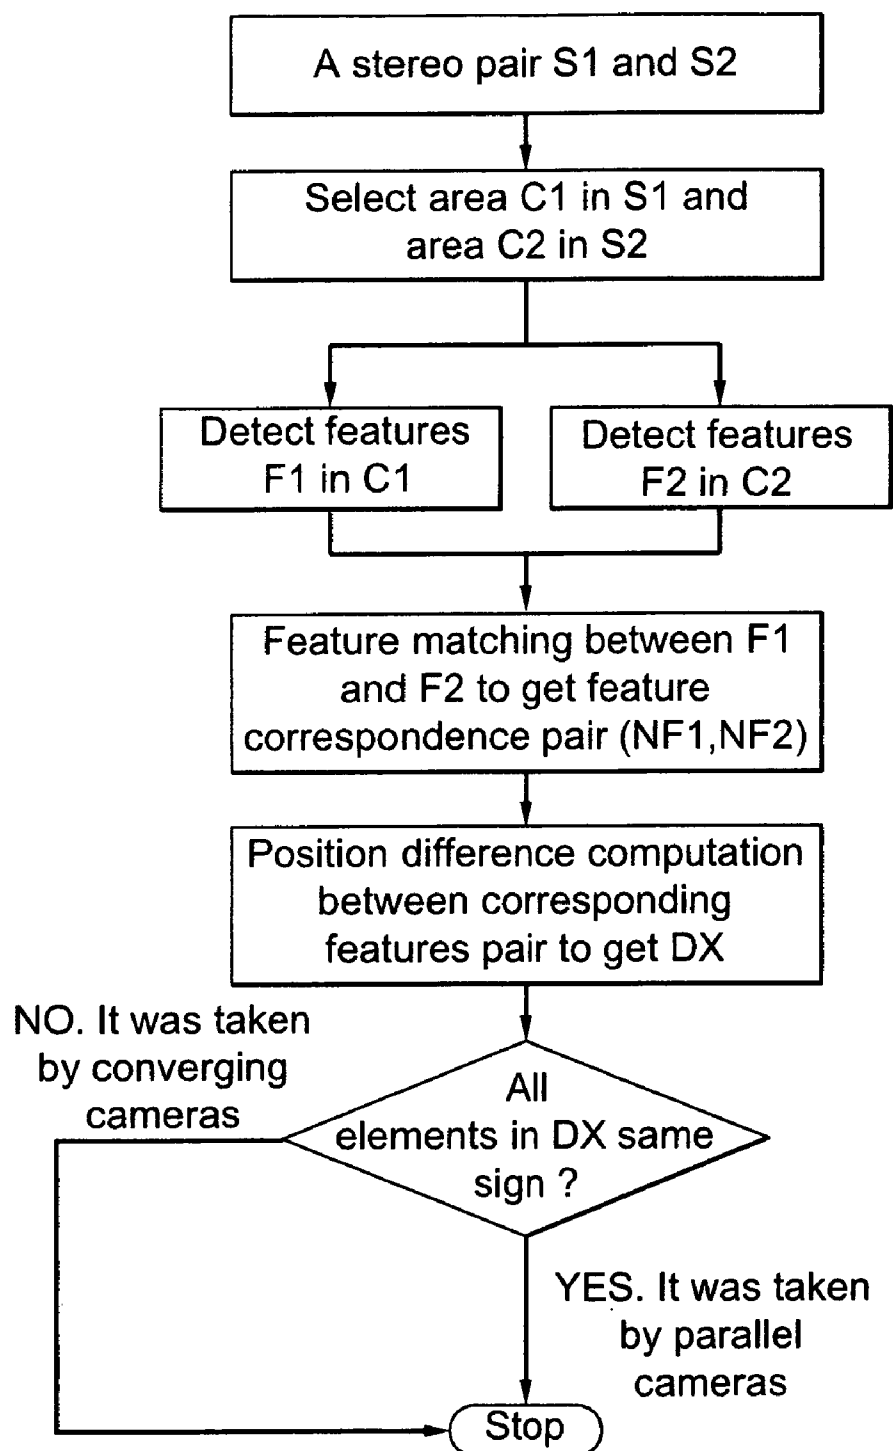 A stereo pair S1 and S2
Select area C1 in S1 and
area C2 in S2
Detect features
F1 in C1
Detect features
F2 in C2
Feature matching between F1
and F2 to get feature
correspondence pair (NF1,NF2)
Position difference computation
between corresponding
features pair to get DX
NO. It was taken
by converging
cameras
All
elements in DX same
sign ?
YES. It was taken
by parallel
cameras
Stop